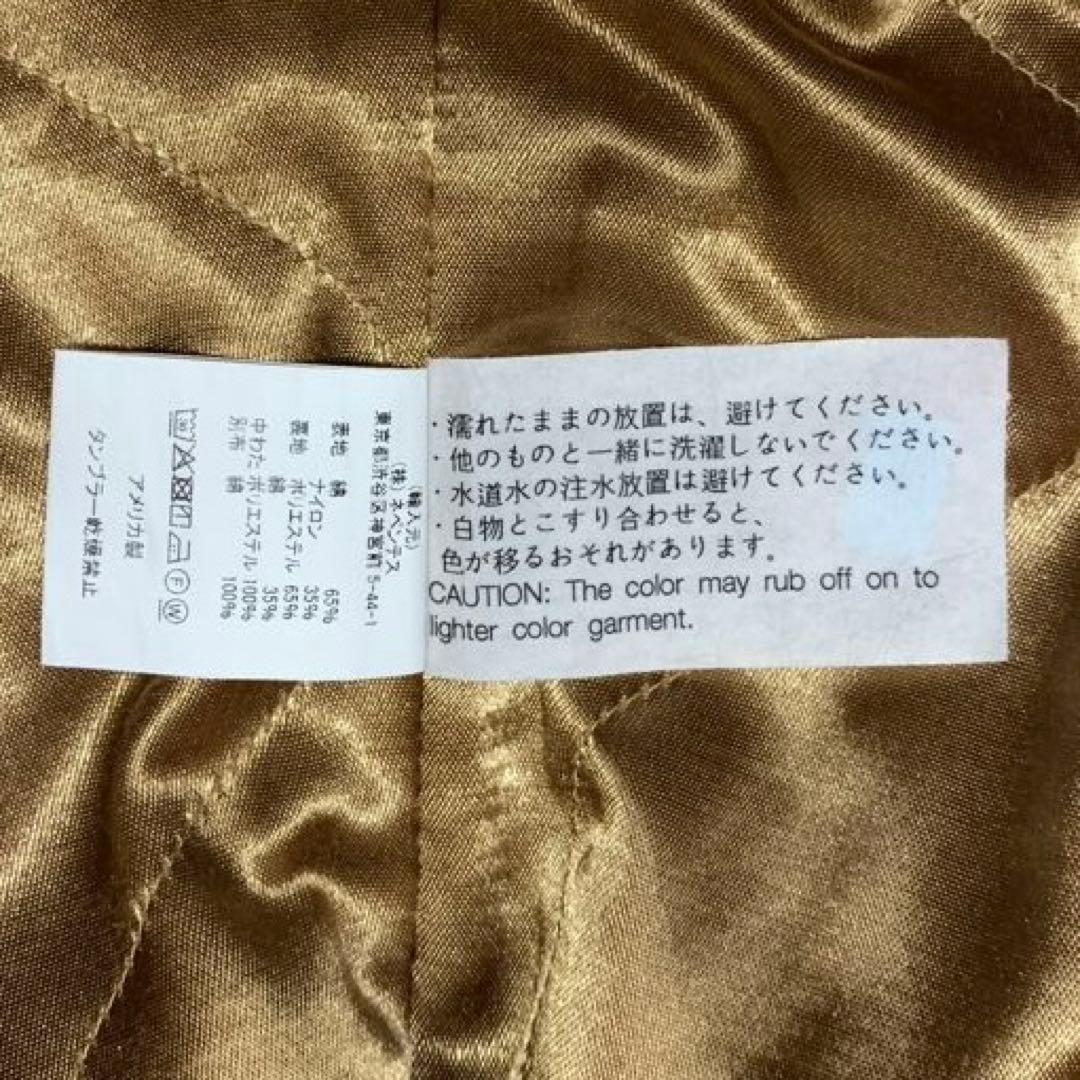 (輸入元)
(株)ネペンテス
東京都渋谷区神宮前 5-44-1
表地 綿 65%
ナイロン 35%
裏地 ポリエステル 65%
綿 35%
中わた ポリエステル 100%
別布 綿 100%
F W
アメリカ製
タンブラー乾燥禁止
・濡れたままの放置は、避けてください。
・他のものと一緒に洗濯しないでください。
・水道水の注水放置は避けてください。
・白物とこすり合わせると、
色が移るおそれがあります。
CAUTION: The color may rub off on to
lighter color garment.